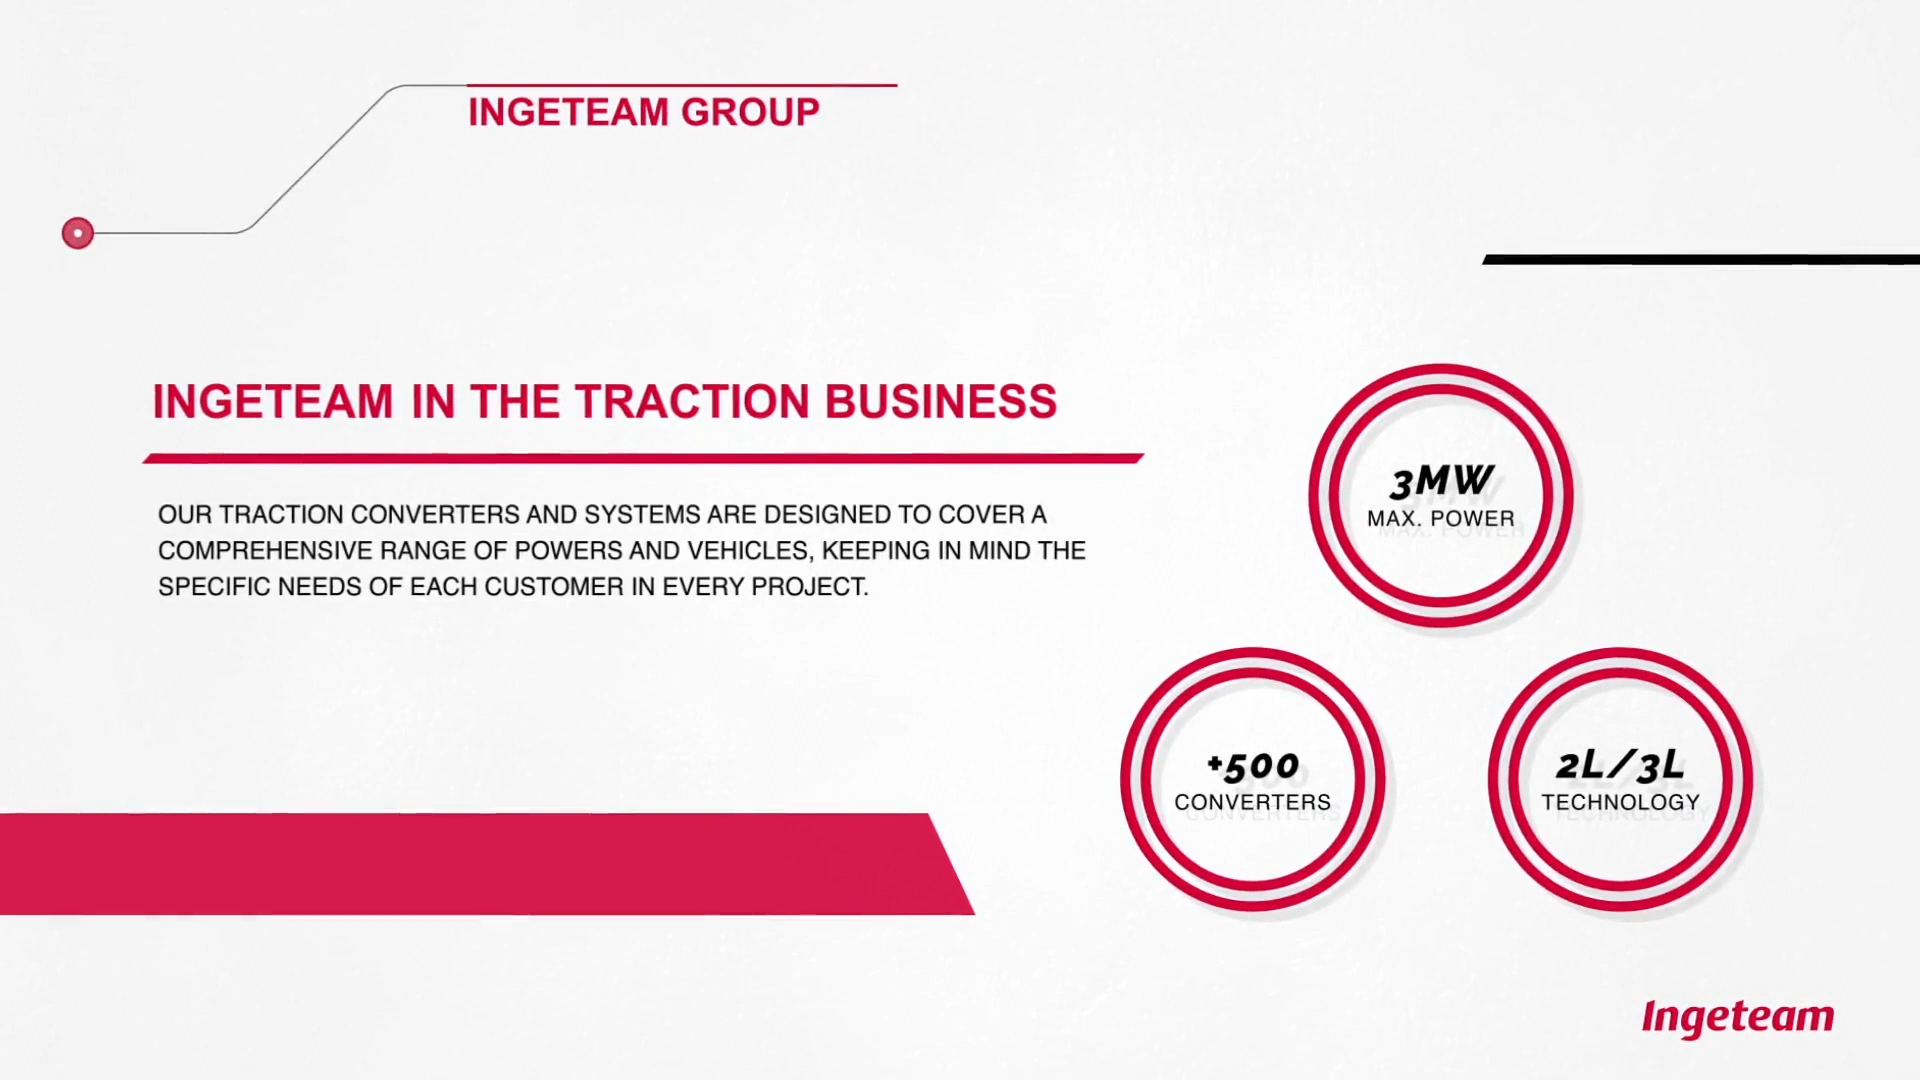 INGETEAM GROUP
INGETEAM IN THE TRACTION BUSINESS
OUR TRACTION CONVERTERS AND SYSTEMS ARE DESIGNED TO COVER A
COMPREHENSIVE RANGE OF POWERS AND VEHICLES, KEEPING IN MIND THE
SPECIFIC NEEDS OF EACH CUSTOMER IN EVERY PROJECT.
3MW
MAX. POWER
+500
CONVERTERS
2L/3L
TECHNOLOGY
Ingeteam